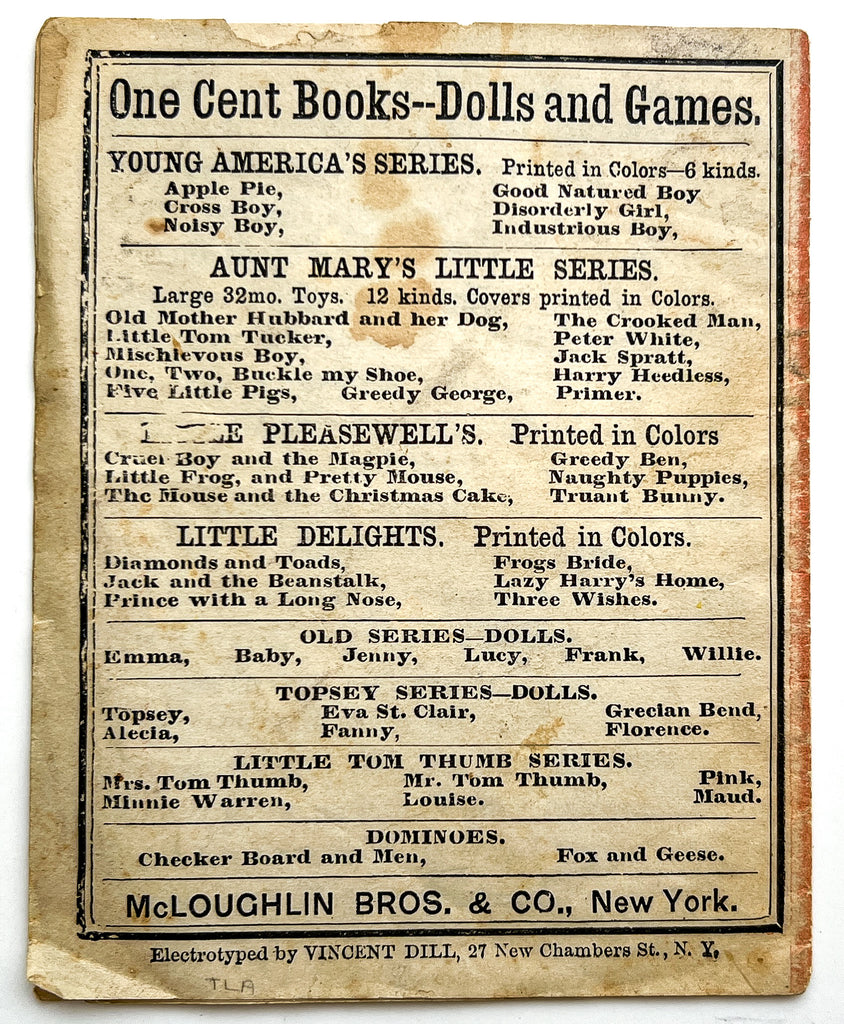 One Cent Books--Dolls and Games.
YOUNG AMERICA'S SERIES. Printed in Colors—6 kinds.
Apple Pie, Good Natured Boy
Cross Boy, Disorderly Girl,
Noisy Boy, Industrious Boy,
AUNT MARY'S LITTLE SERIES.
Large 32mo. Toys. 12 kinds. Covers printed in Colors.
Old Mother Hubbard and her Dog, The Crooked Man,
Little Tom Tucker, Peter White,
Mischievous Boy, Jack Spratt,
One, Two, Buckle my Shoe, Harry Heedless,
Five Little Pigs, Greedy George, Primer.
LITTLE PLEASEWELL'S. Printed in Colors
Cruel Boy and the Magpie, Greedy Ben,
Little Frog, and Pretty Mouse, Naughty Puppies,
The Mouse and the Christmas Cake, Truant Bunny.
LITTLE DELIGHTS. Printed in Colors.
Diamonds and Toads, Frogs Bride,
Jack and the Beanstalk, Lazy Harry's Home,
Prince with a Long Nose, Three Wishes.
OLD SERIES—DOLLS.
Emma, Baby, Jenny, Lucy, Frank, Willie.
TOPSEY SERIES—DOLLS.
Topsey, Eva St. Clair, Grecian Bend,
Alecia, Fanny, Florence.
LITTLE TOM THUMB SERIES.
Mrs. Tom Thumb, Mr. Tom Thumb, Pink,
Minnie Warren, Louise. Maud.
DOMINOES.
Checker Board and Men, Fox and Geese.
McLOUGHLIN BROS. & CO., New York.
Electrotyped by VINCENT DILL, 27 New Chambers St., N. Y.
TLA